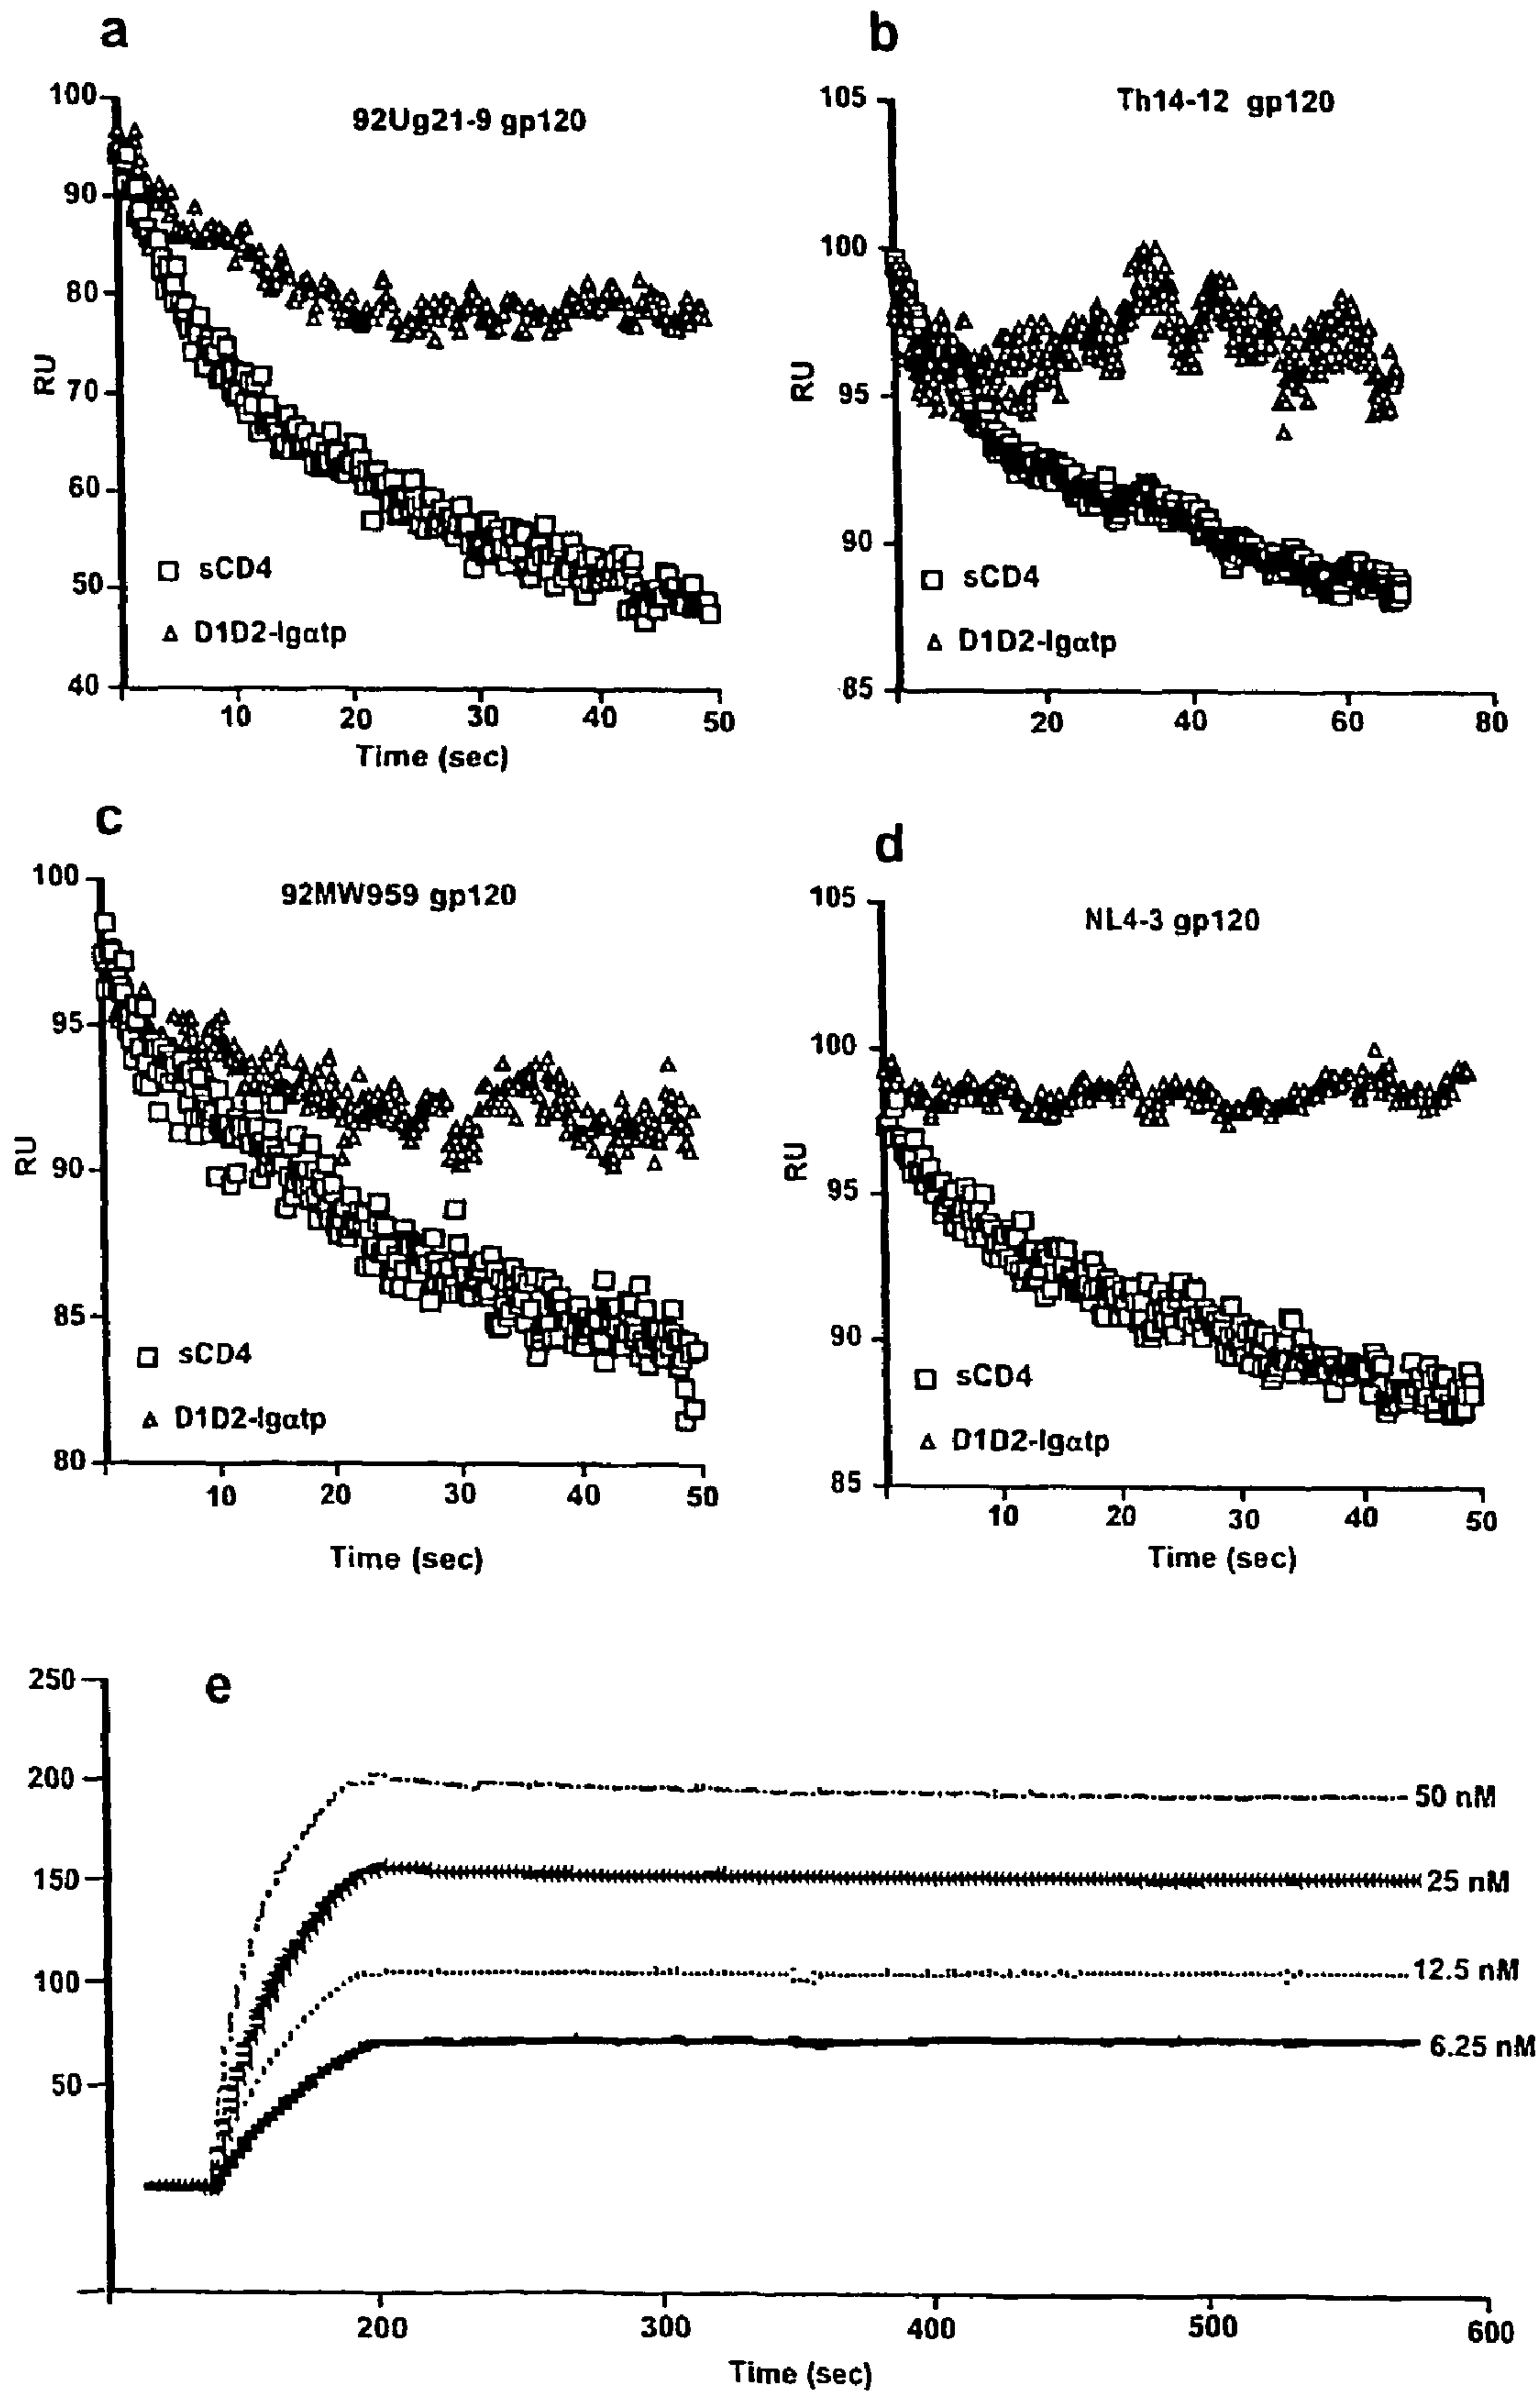 a
92Ug21-9 gp120
100
90
80
70
60
50
40
RU
sCD4
D1D2-Igαtp
10 20 30 40 50
Time (sec)
b
Th14-12 gp120
105
100
95
90
85
RU
sCD4
D1D2-Igαtp
20 40 60 80
c
92MW959 gp120
100
95
90
85
80
RU
sCD4
D1D2-Igαtp
10 20 30 40 50
Time (sec)
d
NL4-3 gp120
105
100
95
90
85
RU
sCD4
D1D2-Igαtp
10 20 30 40 50
Time (sec)
e
250
200
150
100
50
50 nM
25 nM
12.5 nM
6.25 nM
200 300 400 500 600
Time (sec)